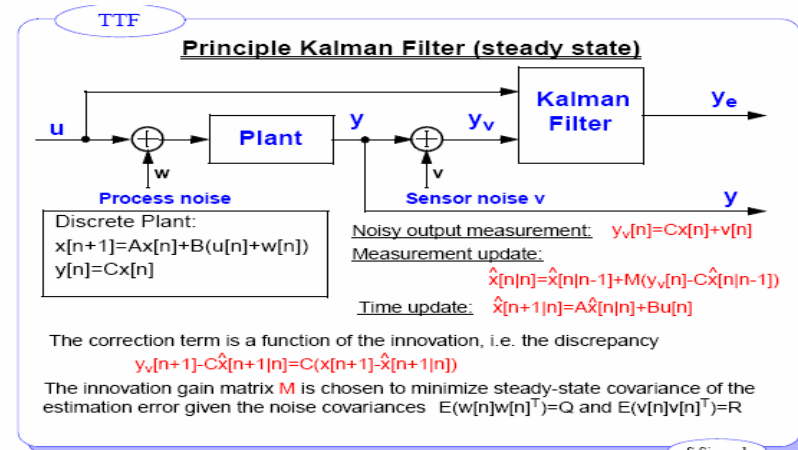 TTF
Principle Kalman Filter (steady state)
u
w
Process noise
Plant
y
yᵥ
v
Sensor noise v
Kalman
Filter
yₑ
y
Discrete Plant:
x[n+1]=Ax[n]+B(u[n]+w[n])
y[n]=Cx[n]
Noisy output measurement: yᵥ[n]=Cx[n]+v[n]
Measurement update:
x̂[n|n]=x̂[n|n-1]+M(yᵥ[n]-Cx̂[n|n-1])
Time update: x̂[n+1|n]=Ax̂[n|n]+Bu[n]
The correction term is a function of the innovation, i.e. the discrepancy
yᵥ[n+1]-Cx̂[n+1|n]=C(x[n+1]-x̂[n+1|n])
The innovation gain matrix M is chosen to minimize steady-state covariance of the
estimation error given the noise covariances E(w[n]w[n]ᵀ)=Q and E(v[n]v[n]ᵀ)=R